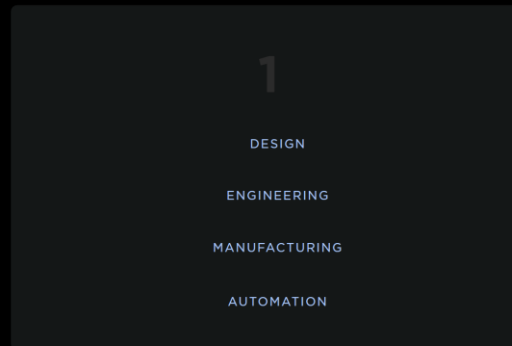 1
DESIGN
ENGINEERING
MANUFACTURING
AUTOMATION